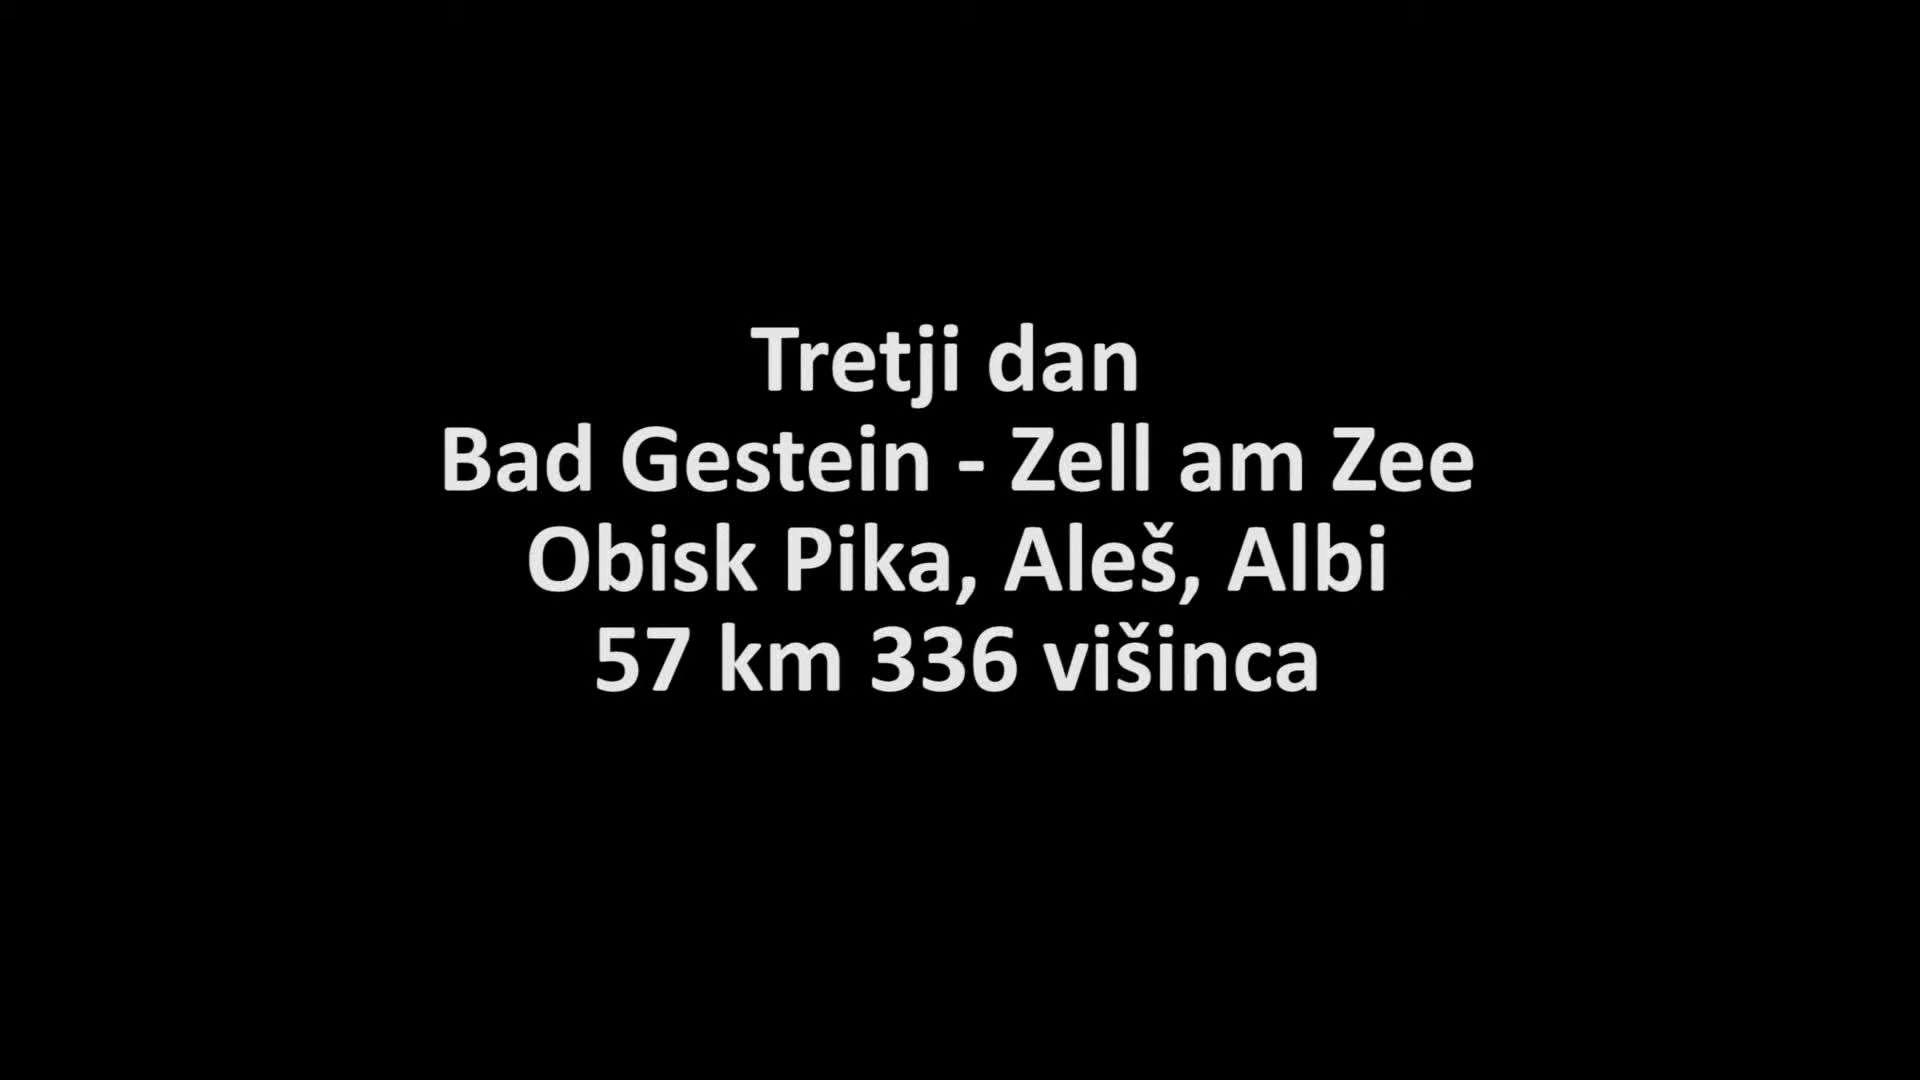 Tretji dan
Bad Gestein - Zell am Zee
Obisk Pika, Aleš, Albi
57 km 336 višinca